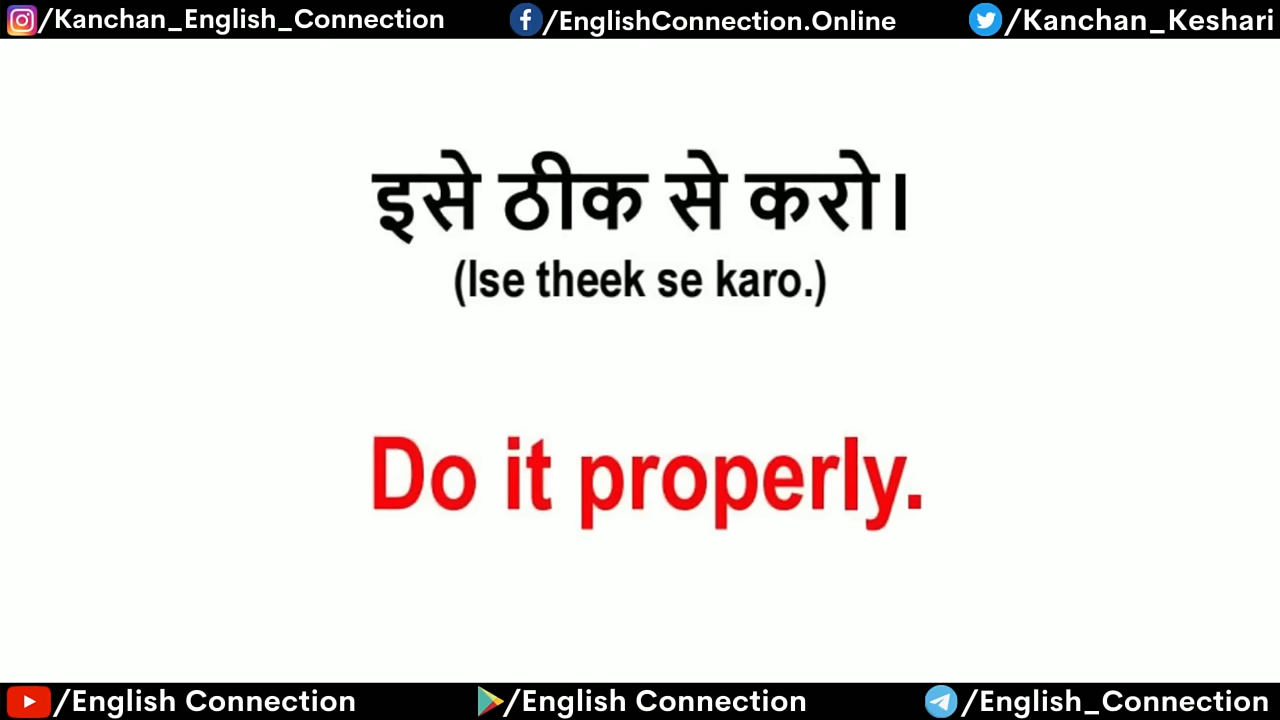 /Kanchan_English_Connection /EnglishConnection.Online /Kanchan_Keshari
इसे ठीक से करो।
(Ise theek se karo.)
Do it properly.
/English Connection /English Connection /English_Connection